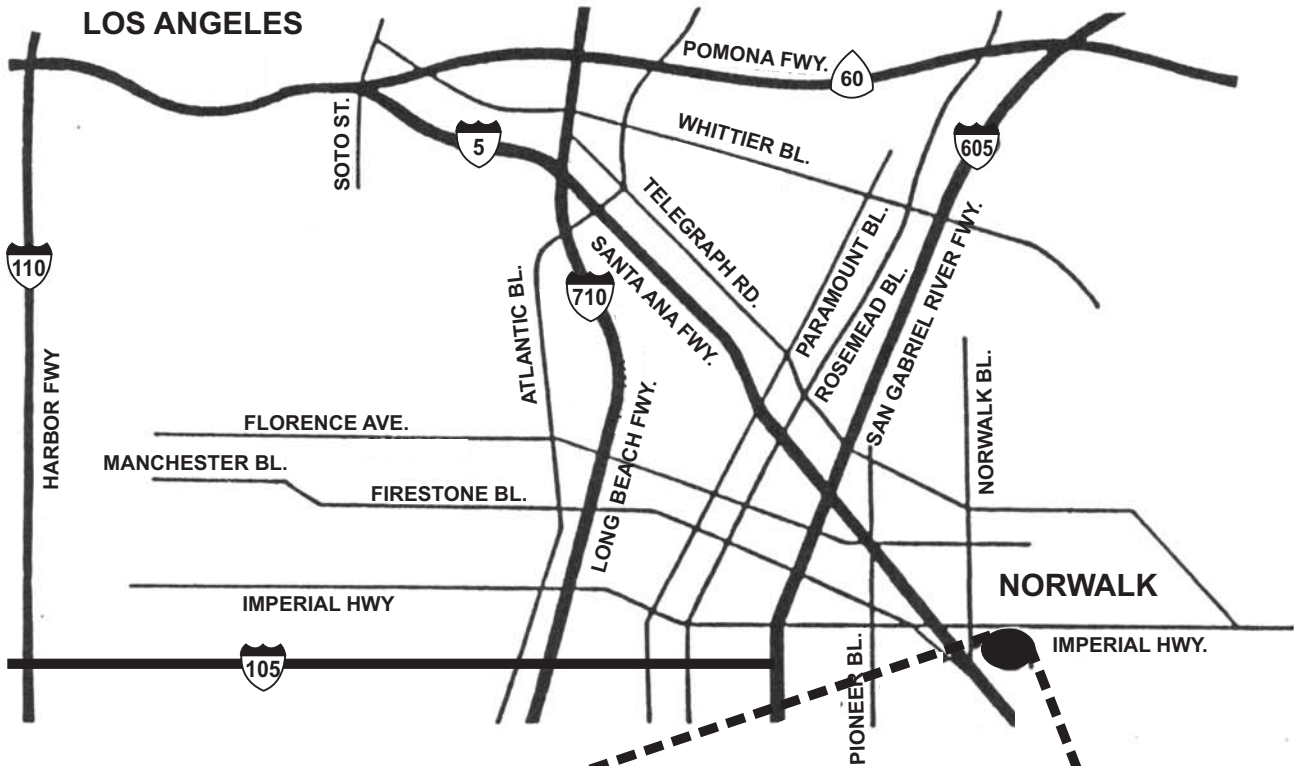 LOS ANGELES
POMONA FWY.
60
SOTO ST.
5
WHITTIER BL.
605
TELEGRAPH RD.
110
710
SANTA ANA FWY.
ATLANTIC BL.
PARAMOUNT BL.
ROSEMEAD BL.
SAN GABRIEL RIVER FWY.
HARBOR FWY
LONG BEACH FWY.
NORWALK BL.
FLORENCE AVE.
MANCHESTER BL.
FIRESTONE BL.
IMPERIAL HWY
NORWALK
IMPERIAL HWY.
105
PIONEER BL.